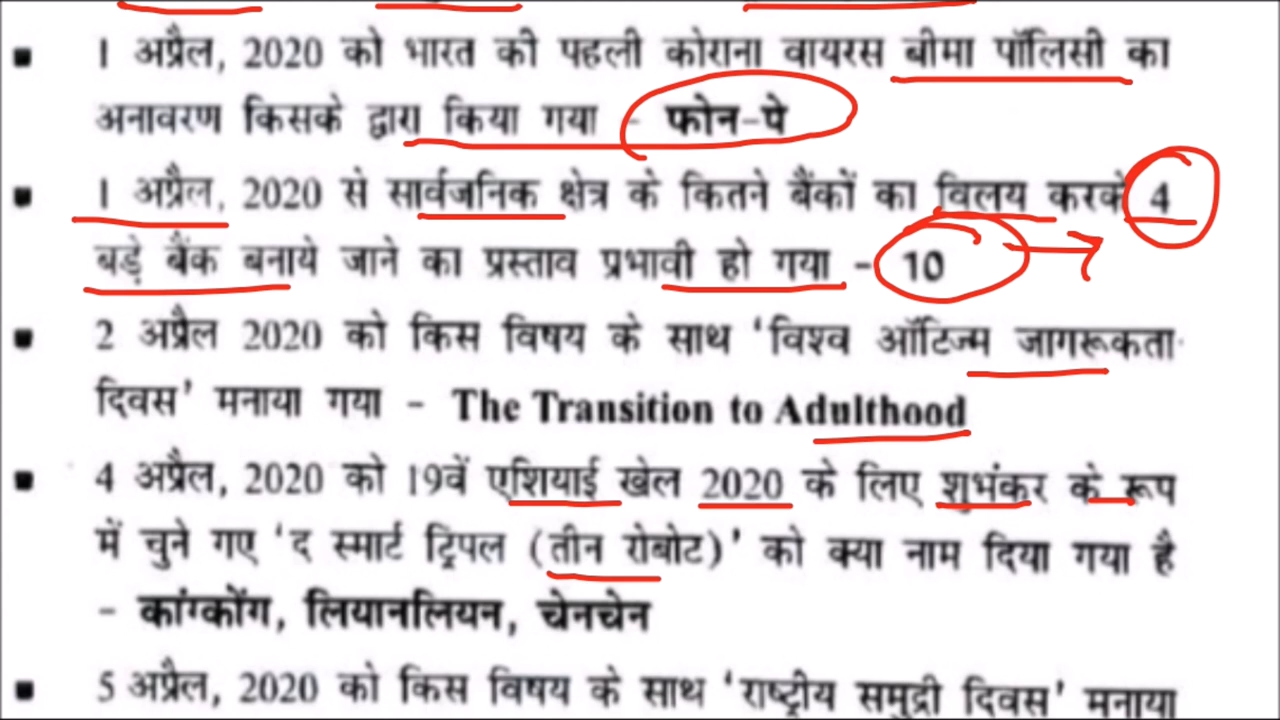 ▪ 1 अप्रैल, 2020 को भारत की पहली कोराना वायरस बीमा पॉलिसी का
अनावरण किसके द्वारा किया गया - फोन-पे
▪ 1 अप्रैल, 2020 से सार्वजनिक क्षेत्र के कितने बैंकों का विलय करके 4
बड़े बैंक बनाये जाने का प्रस्ताव प्रभावी हो गया - 10
▪ 2 अप्रैल 2020 को किस विषय के साथ 'विश्व ऑटिज्म जागरूकता
दिवस' मनाया गया - The Transition to Adulthood
▪ 4 अप्रैल, 2020 को 19वें एशियाई खेल 2020 के लिए शुभंकर के रूप
में चुने गए 'द स्मार्ट ट्रिपल (तीन रोबोट)' को क्या नाम दिया गया है
- कांग्कोंग, लियानलियन, चेनचेन
▪ 5 अप्रैल, 2020 को किस विषय के साथ 'राष्ट्रीय समुद्री दिवस' मनाया